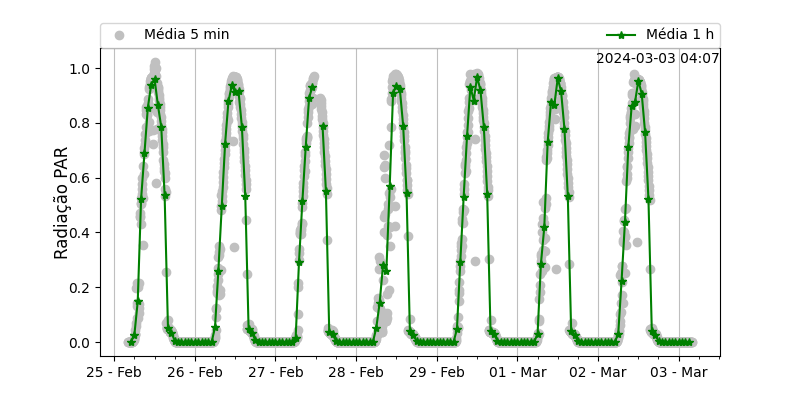 Média 5 min
Média 1 h
2024-03-03 04:07
Radiação PAR
1.0
0.8
0.6
0.4
0.2
0.0
25 - Feb
26 - Feb
27 - Feb
28 - Feb
29 - Feb
01 - Mar
02 - Mar
03 - Mar